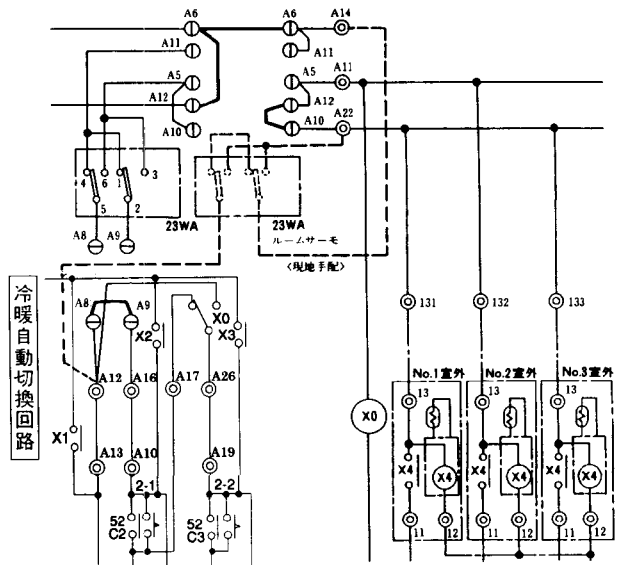 A6
A6
A14
A11
A11
A5
A5
A11
A12
A12
A22
A10
A10
4
6
1
3
5
2
23WA
23WA
A8
A9
ルームサーモ
〈現地手配〉
冷暖自動切換回路
A8
A9
X2
X0
X3
131
132
133
A12
A16
A17
A26
No.1室外
No.2室外
No.3室外
13
13
13
X0
X1
X4
X4
X4
X4
X4
X4
A13
A10
A19
2-1
2-2
52
C2
52
C3
11
12
11
12
11
12